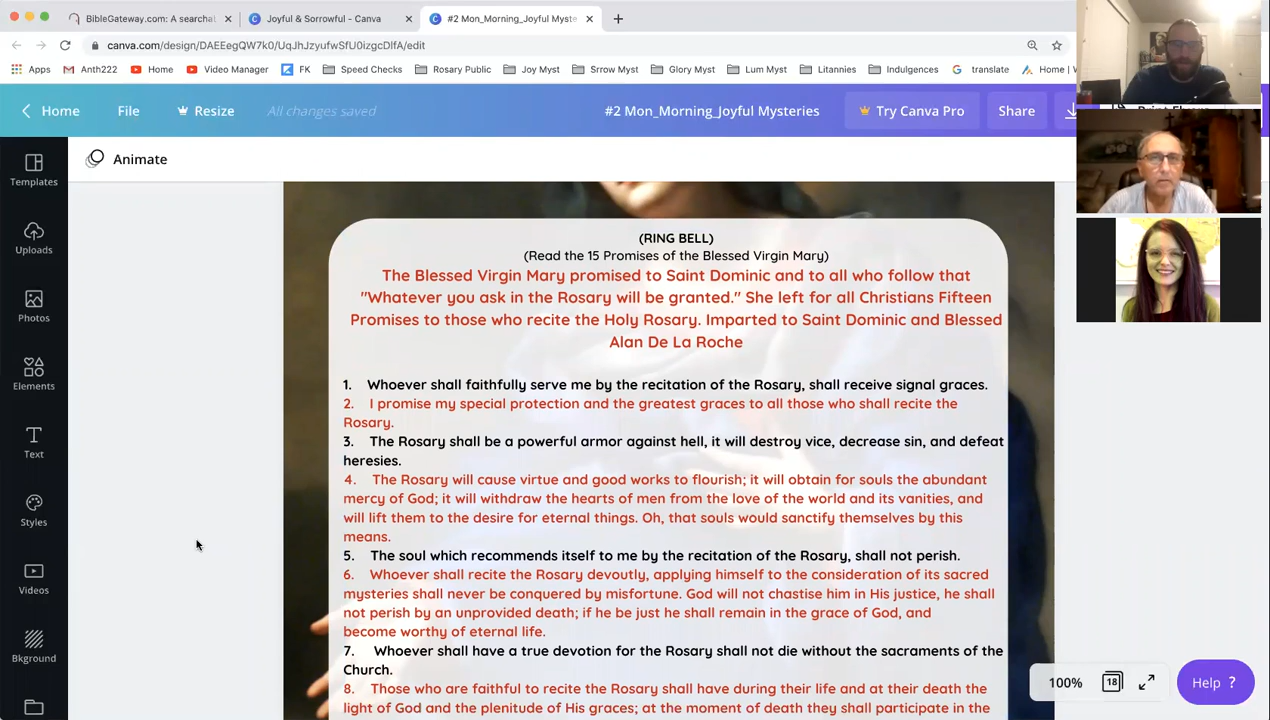 BibleGateway.com: A searchal
Joyful & Sorrowful - Canva
#2 Mon_Morning_Joyful Myste
canva.com/design/DAEEegQW7k0/UqJhJzyufwSfU0izgcDIfA/edit
Apps
Anth222
Home
Video Manager
FK
Speed Checks
Rosary Public
Joy Myst
Srrow Myst
Glory Myst
Lum Myst
Litannies
Indulgences
translate
Home |
Home
File
Resize
All changes saved
#2 Mon_Morning_Joyful Mysteries
Try Canva Pro
Share
Templates
Uploads
Photos
Elements
Text
Styles
Videos
Bkground
Animate
(RING BELL)
(Read the 15 Promises of the Blessed Virgin Mary)
The Blessed Virgin Mary promised to Saint Dominic and to all who follow that
"Whatever you ask in the Rosary will be granted." She left for all Christians Fifteen
Promises to those who recite the Holy Rosary. Imparted to Saint Dominic and Blessed
Alan De La Roche
1. Whoever shall faithfully serve me by the recitation of the Rosary, shall receive signal graces.
2. I promise my special protection and the greatest graces to all those who shall recite the
Rosary.
3. The Rosary shall be a powerful armor against hell, it will destroy vice, decrease sin, and defeat
heresies.
4. The Rosary will cause virtue and good works to flourish; it will obtain for souls the abundant
mercy of God; it will withdraw the hearts of men from the love of the world and its vanities, and
will lift them to the desire for eternal things. Oh, that souls would sanctify themselves by this
means.
5. The soul which recommends itself to me by the recitation of the Rosary, shall not perish.
6. Whoever shall recite the Rosary devoutly, applying himself to the consideration of its sacred
mysteries shall never be conquered by misfortune. God will not chastise him in His justice, he shall
not perish by an unprovided death; if he be just he shall remain in the grace of God, and
become worthy of eternal life.
7. Whoever shall have a true devotion for the Rosary shall not die without the sacraments of the
Church.
8. Those who are faithful to recite the Rosary shall have during their life and at their death the
light of God and the plenitude of His graces; at the moment of death they shall participate in the
100%
18
Help ?